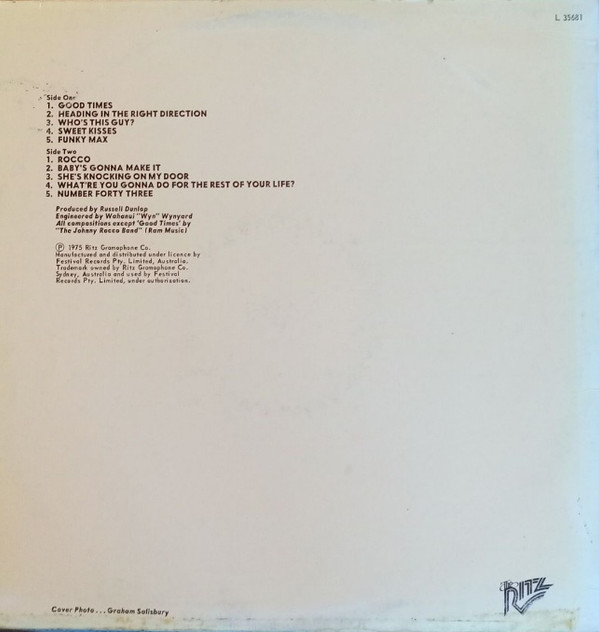 L 35681
Side One
1. GOOD TIMES
2. HEADING IN THE RIGHT DIRECTION
3. WHO'S THIS GUY?
4. SWEET KISSES
5. FUNKY MAX
Side Two
1. ROCCO
2. BABY'S GONNA MAKE IT
3. SHE'S KNOCKING ON MY DOOR
4. WHAT'RE YOU GONNA DO FOR THE REST OF YOUR LIFE?
5. NUMBER FORTY THREE
Produced by Russell Dunlop
Engineered by Wahanui "Wyn" Wynyard
All compositions except 'Good Times' by
"The Johnny Rocco Band" (Ram Music)
Ⓟ 1975 Ritz Gramophone Co.
Manufactured and distributed under licence by
Festival Records Pty. Limited, Australia.
Trademark owned by Ritz Gramophone Co.
Sydney, Australia and used by Festival
Records Pty. Limited, under authorization.
RITZ
Cover Photo... Graham Salisbury